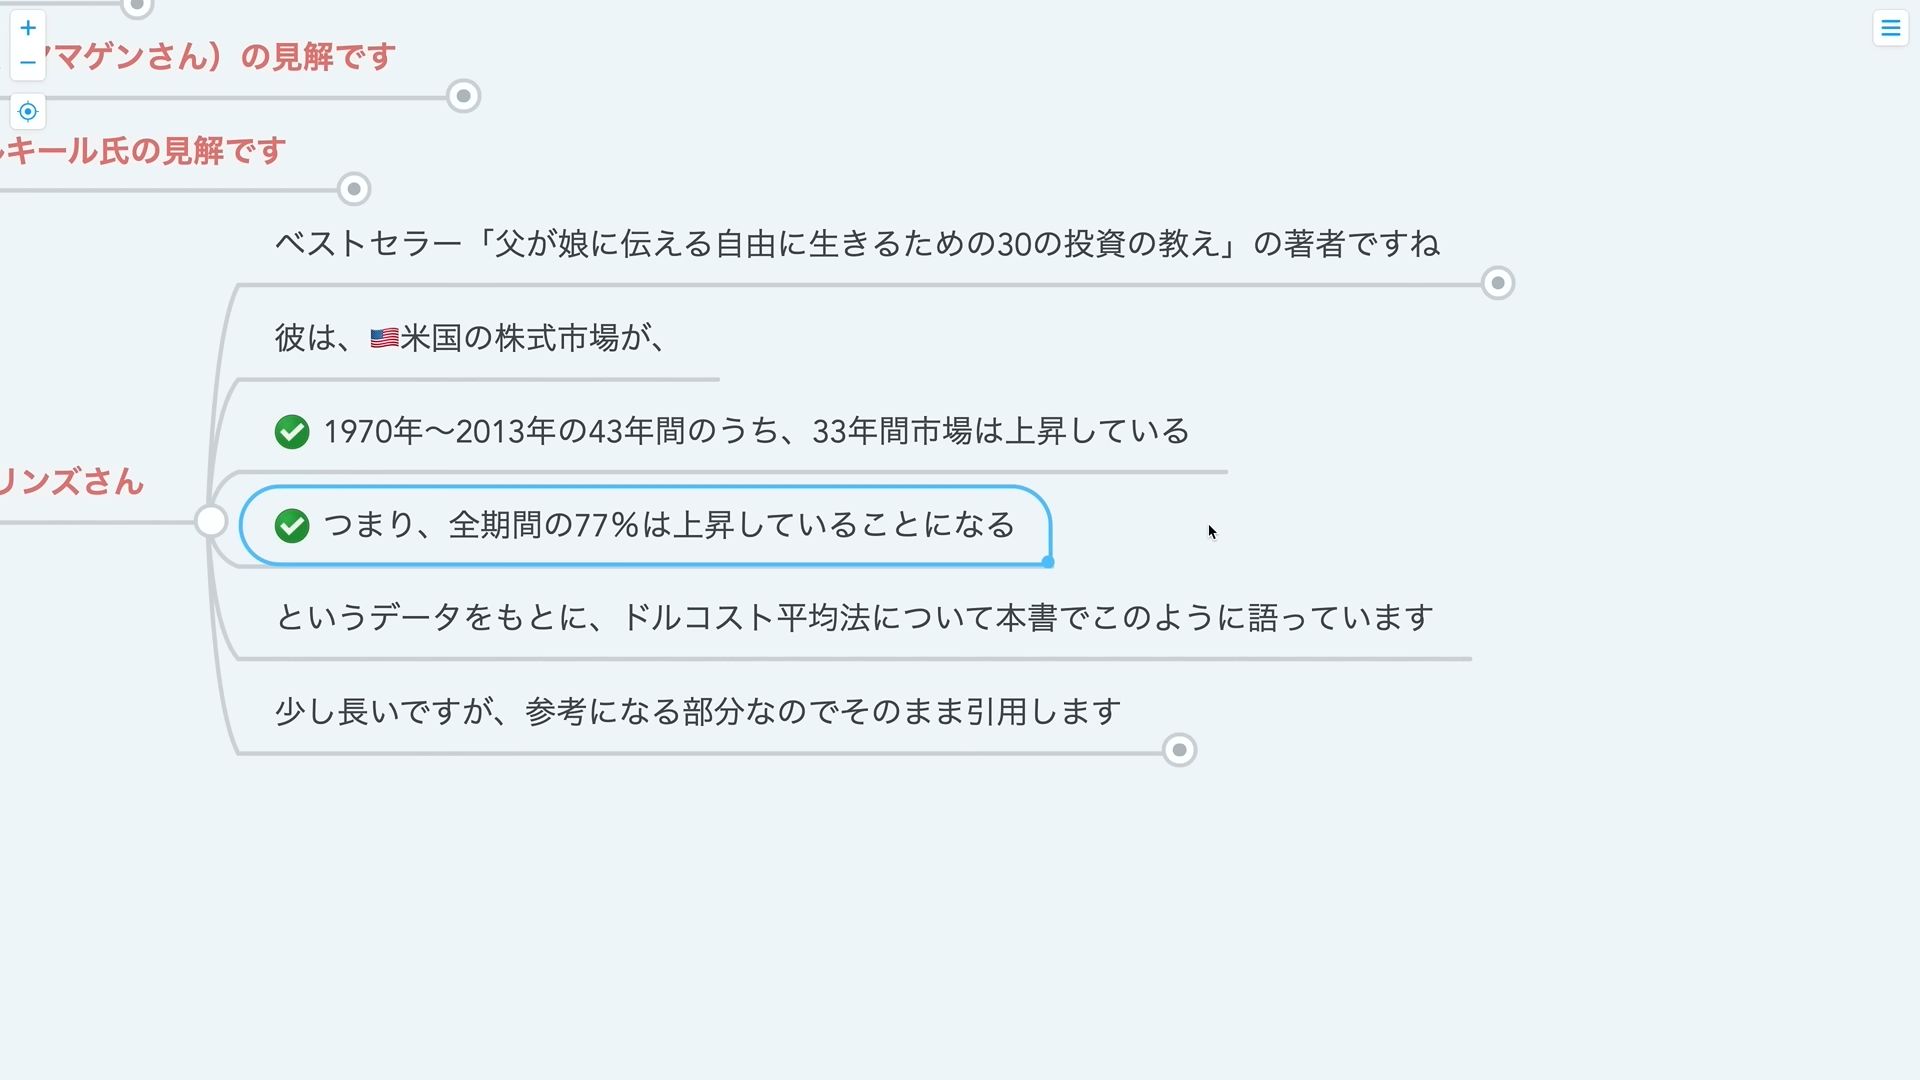 マゲンさん）の見解です
キール氏の見解です
ベストセラー「父が娘に伝える自由に生きるための30の投資の教え」の著者ですね
彼は、🇺🇸米国の株式市場が、
✅ 1970年〜2013年の43年間のうち、33年間市場は上昇している
リンズさん
✅ つまり、全期間の77%は上昇していることになる
というデータをもとに、ドルコスト平均法について本書でこのように語っています
少し長いですが、参考になる部分なのでそのまま引用します